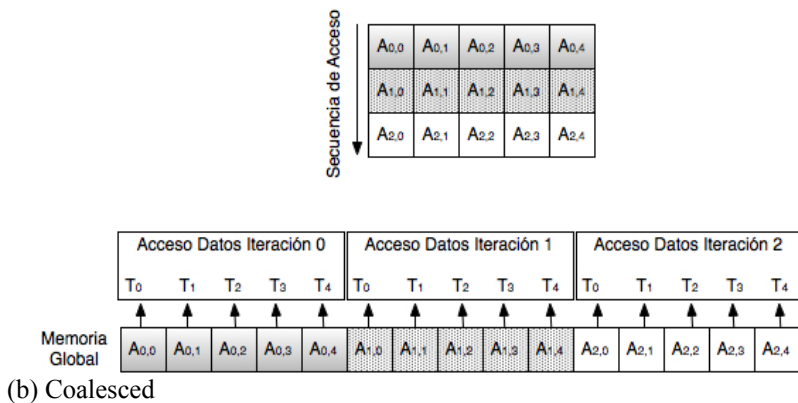 Secuencia de Acceso
A0,0 A0,1 A0,2 A0,3 A0,4
A1,0 A1,1 A1,2 A1,3 A1,4
A2,0 A2,1 A2,2 A2,3 A2,4
Acceso Datos Iteración 0 Acceso Datos Iteración 1 Acceso Datos Iteración 2
T0 T1 T2 T3 T4 T0 T1 T2 T3 T4 T0 T1 T2 T3 T4
Memoria
Global
A0,0 A0,1 A0,2 A0,3 A0,4 A1,0 A1,1 A1,2 A1,3 A1,4 A2,0 A2,1 A2,2 A2,3 A2,4
(b) Coalesced